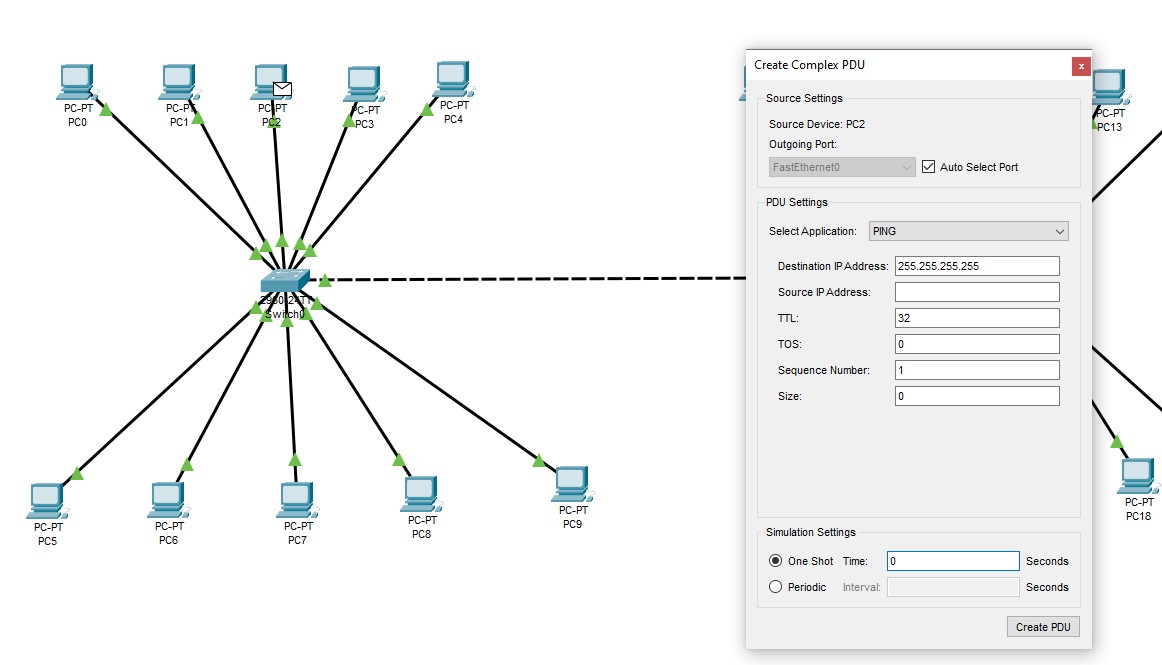 PC-PT
PC0
PC-PT
PC1
PC-PT
PC2
PC-PT
PC3
PC-PT
PC4
2960-24TT
Switch0
PC-PT
PC5
PC-PT
PC6
PC-PT
PC7
PC-PT
PC8
PC-PT
PC9
Create Complex PDU
x
Source Settings
Source Device: PC2
Outgoing Port:
FastEthernet0 Auto Select Port
PDU Settings
Select Application: PING
Destination IP Address: 255.255.255.255
Source IP Address:
TTL: 32
TOS: 0
Sequence Number: 1
Size: 0
Simulation Settings
One Shot Time: 0 Seconds
Periodic Interval: Seconds
Create PDU
PC-PT
PC13
PC-PT
PC18